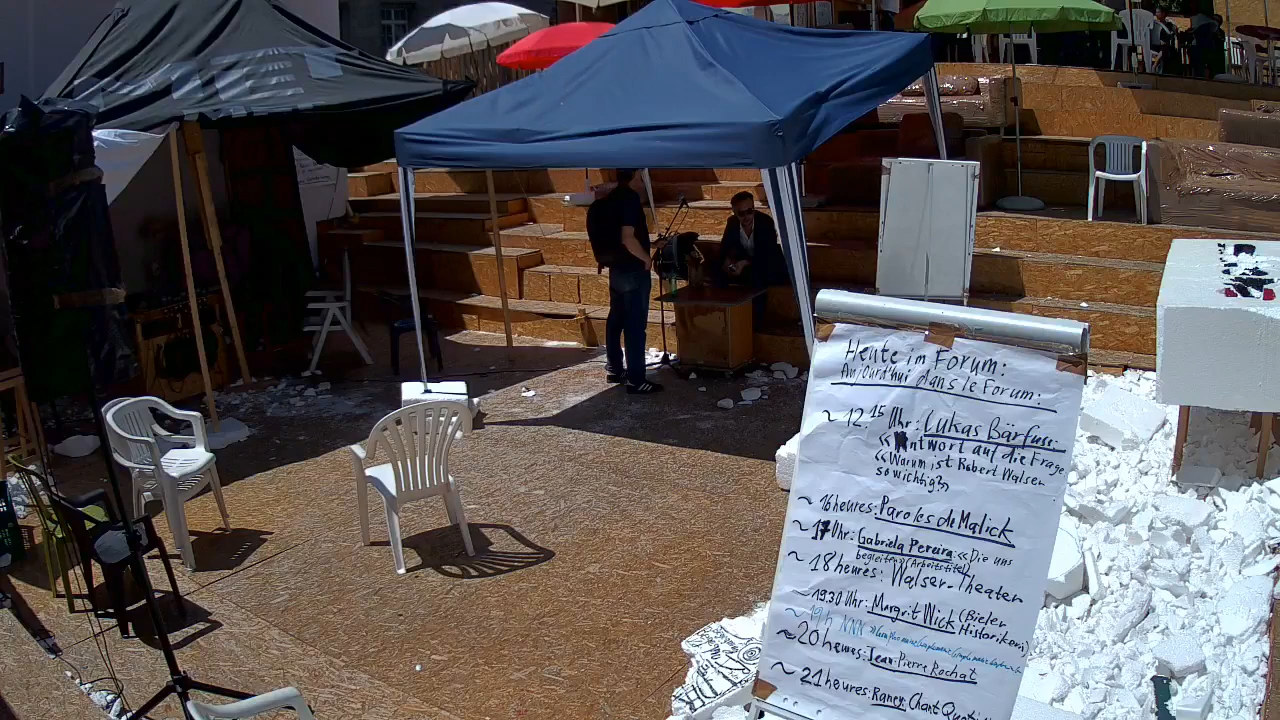 Heute im Forum:
Aujourd'hui dans le Forum:
~ 12.15 Uhr: Lukas Bärfuss:
«Antwort auf die Frage
«Warum ist Robert Walser
so wichtig?»
~ 16 heures: Paroles de Malick
~ 17 Uhr: Gabriela Pereira: «Die uns
begleiten» (Arbeitstitel)
~ 18 heures: Walser-Theater
~ 19.30 Uhr: Margrit Wick (Bieler
Historikerin)
~ 19h NNN
~ 20 heures: Jean-Pierre Rochat
~ 21 heures: Raney: Chant